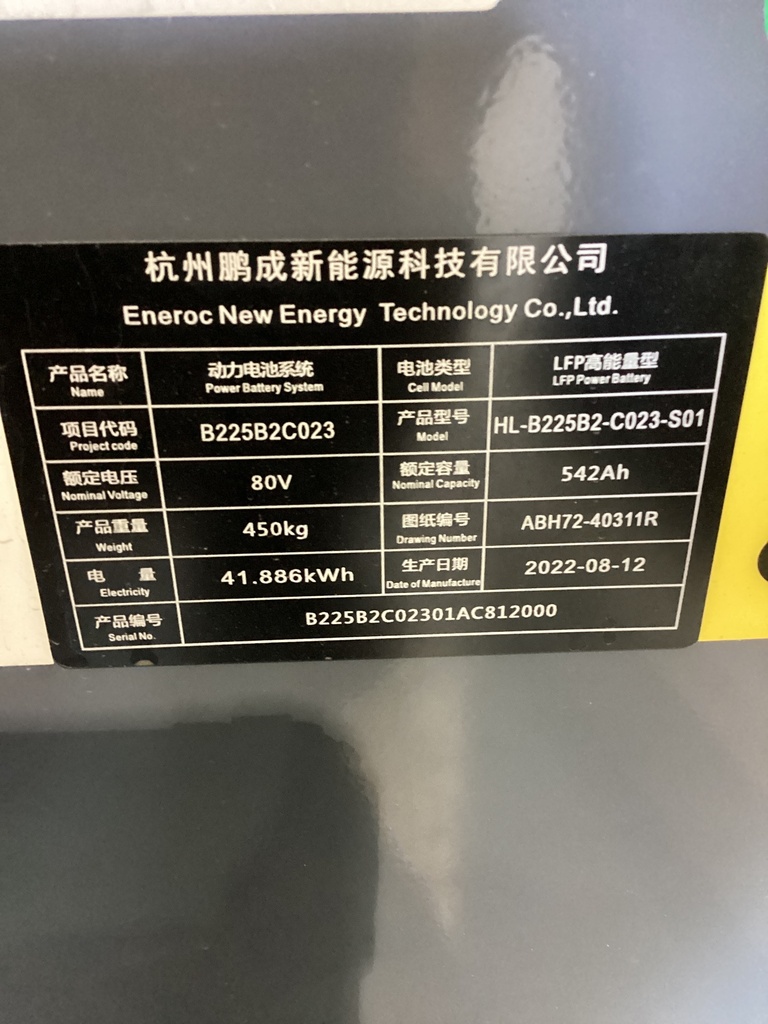 杭州鹏成新能源科技有限公司
Eneroc New Energy Technology Co.,Ltd.
产品名称 动力电池系统 电池类型 LFP高能量型
Name Power Battery System Cell Model LFP Power Battery
项目代码 B225B2C023 产品型号 HL-B225B2-C023-S01
Project code Model
额定电压 80V 额定容量 542Ah
Nominal Voltage Nominal Capacity
产品重量 450kg 图纸编号 ABH72-40311R
Weight Drawing Number
电 量 41.886kWh 生产日期 2022-08-12
Electricity Date of Manufacture
产品编号 B225B2C02301AC812000
Serial No.